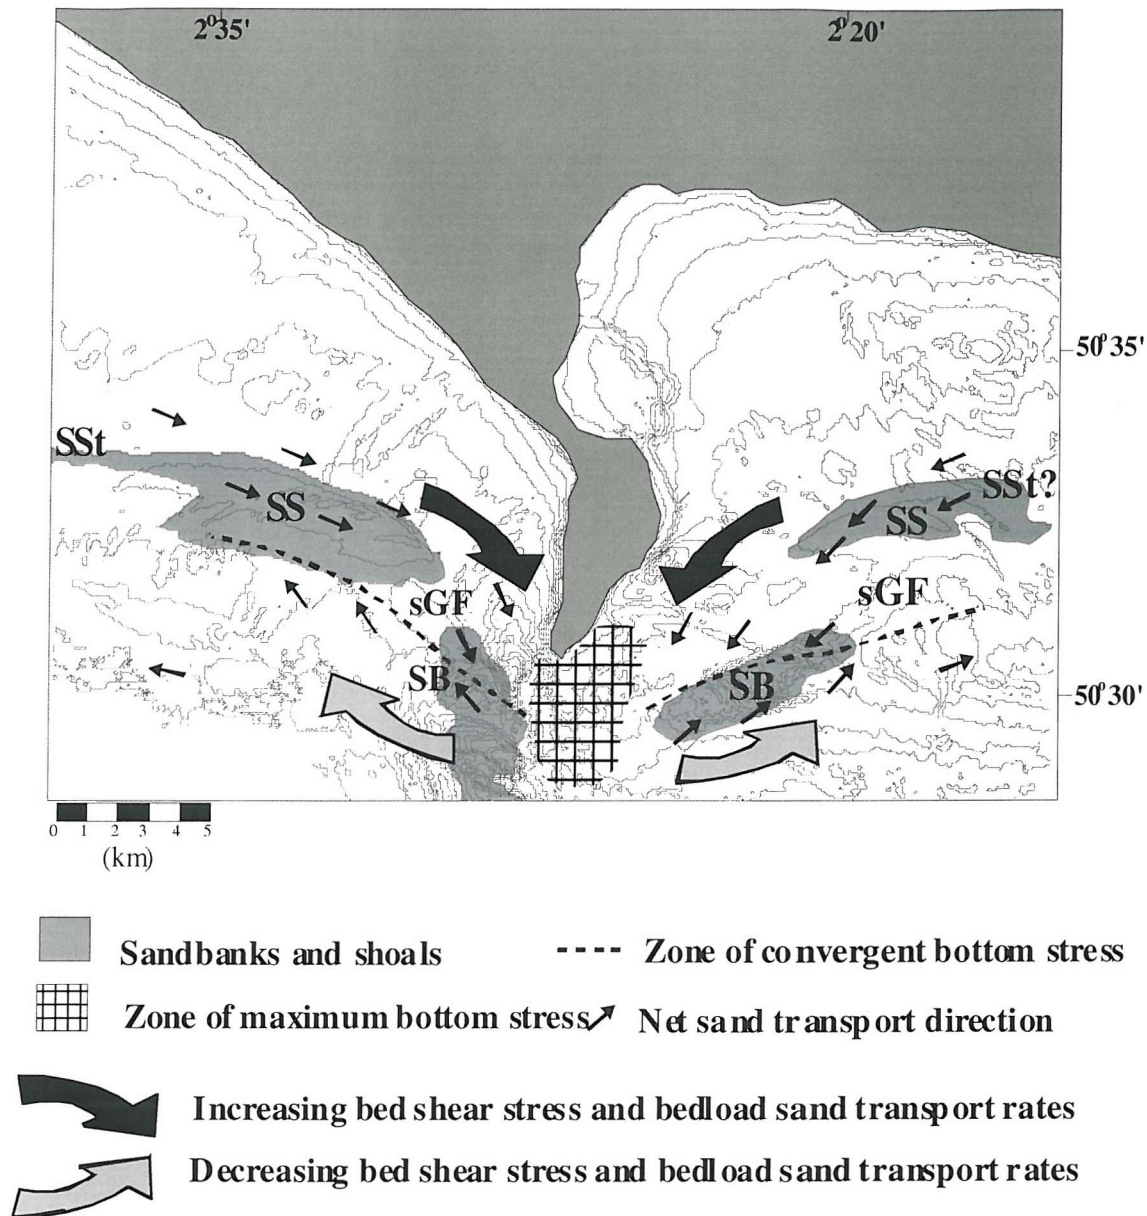 2°35'
2°20'
50°35'
SSt
SSt?
SS
SS
sGF
sGF
SB
SB
50°30'
0 1 2 3 4 5
(km)
Sandbanks and shoals
Zone of convergent bottom stress
Zone of maximum bottom stress
Net sand transport direction
Increasing bed shear stress and bedload sand transport rates
Decreasing bed shear stress and bedload sand transport rates